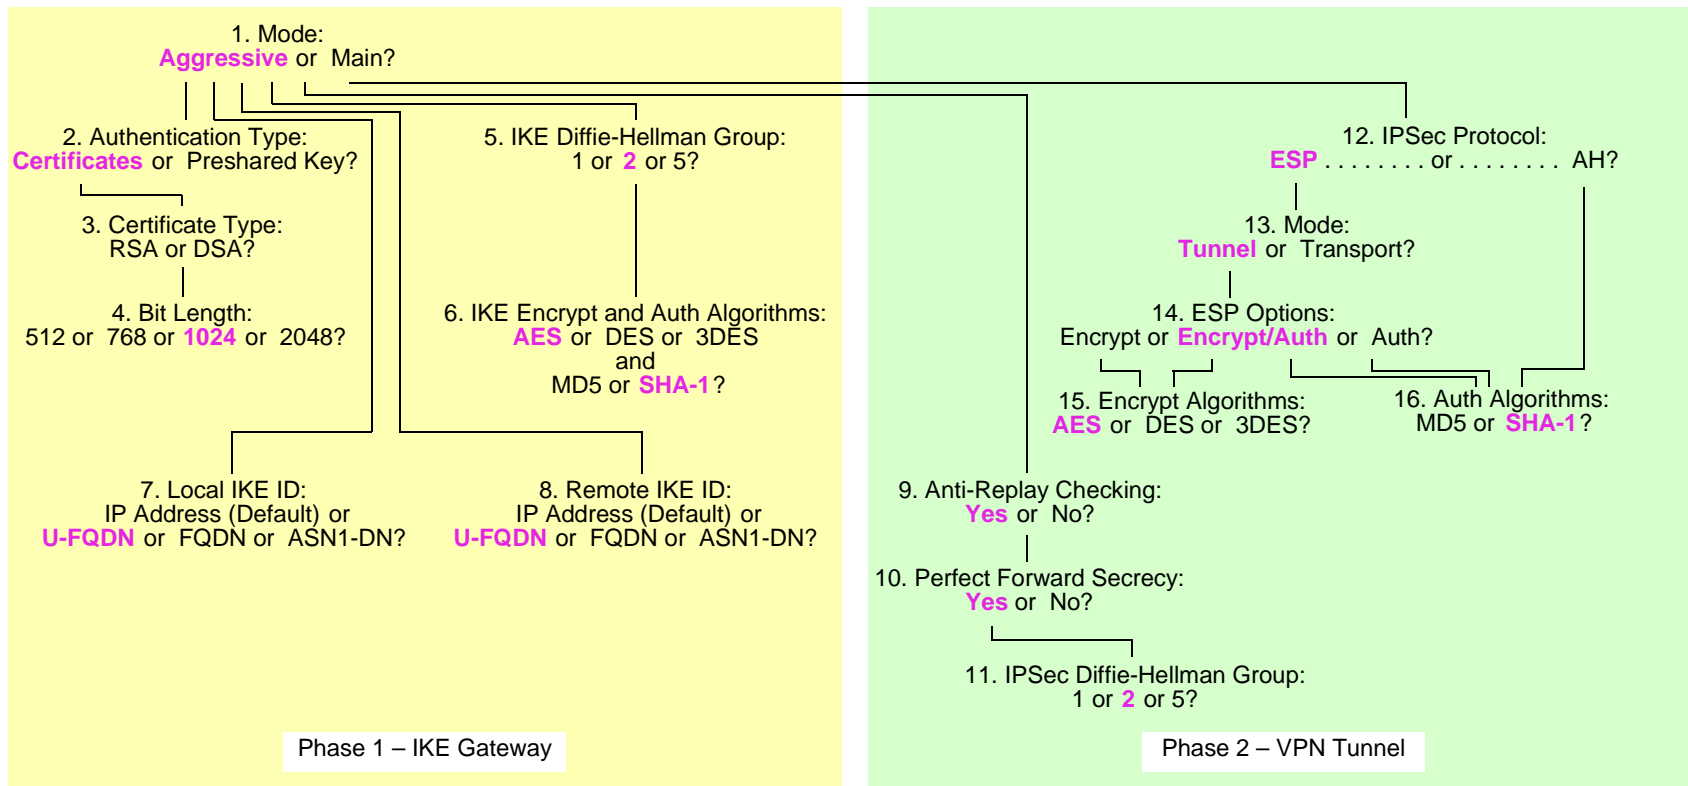 1. Mode:
Aggressive or Main?
2. Authentication Type:
Certificates or Preshared Key?
3. Certificate Type:
RSA or DSA?
4. Bit Length:
512 or 768 or 1024 or 2048?
5. IKE Diffie-Hellman Group:
1 or 2 or 5?
6. IKE Encrypt and Auth Algorithms:
AES or DES or 3DES
and
MD5 or SHA-1?
7. Local IKE ID:
IP Address (Default) or
U-FQDN or FQDN or ASN1-DN?
8. Remote IKE ID:
IP Address (Default) or
U-FQDN or FQDN or ASN1-DN?
Phase 1 – IKE Gateway
9. Anti-Replay Checking:
Yes or No?
10. Perfect Forward Secrecy:
Yes or No?
11. IPSec Diffie-Hellman Group:
1 or 2 or 5?
12. IPSec Protocol:
ESP . . . . . . . . or . . . . . . . . AH?
13. Mode:
Tunnel or Transport?
14. ESP Options:
Encrypt or Encrypt/Auth or Auth?
15. Encrypt Algorithms:
AES or DES or 3DES?
16. Auth Algorithms:
MD5 or SHA-1?
Phase 2 – VPN Tunnel